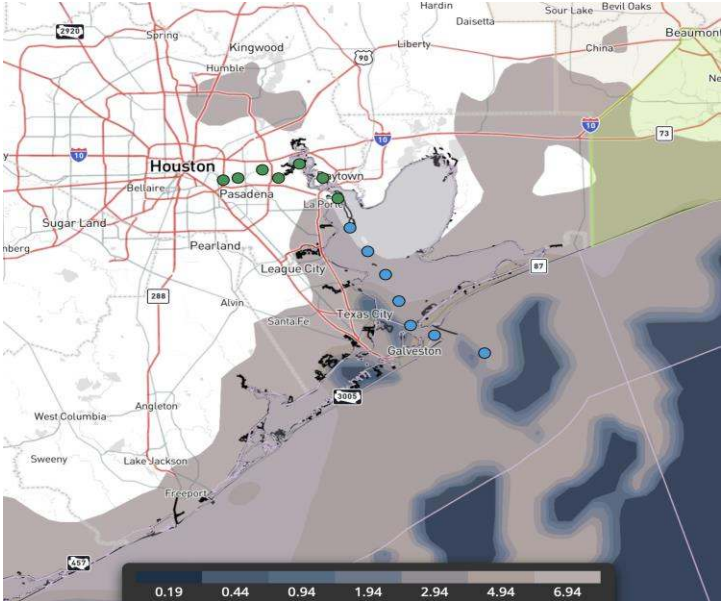 Hardin
Sour Lake
Bevil Oaks
Daisetta
2920
Spring
Kingwood
Liberty
China
Beaumont
90
Humble
Ne
10
73
10
10
Houston
Baytown
Bellaire
Pasadena
La Porte
Sugar Land
nberg
Pearland
League City
87
288
Alvin
Texas City
Santa Fe
Galveston
3005
Angleton
West Columbia
Sweeny
Lake Jackson
Freeport
457
0.19 0.44 0.94 1.94 2.94 4.94 6.94